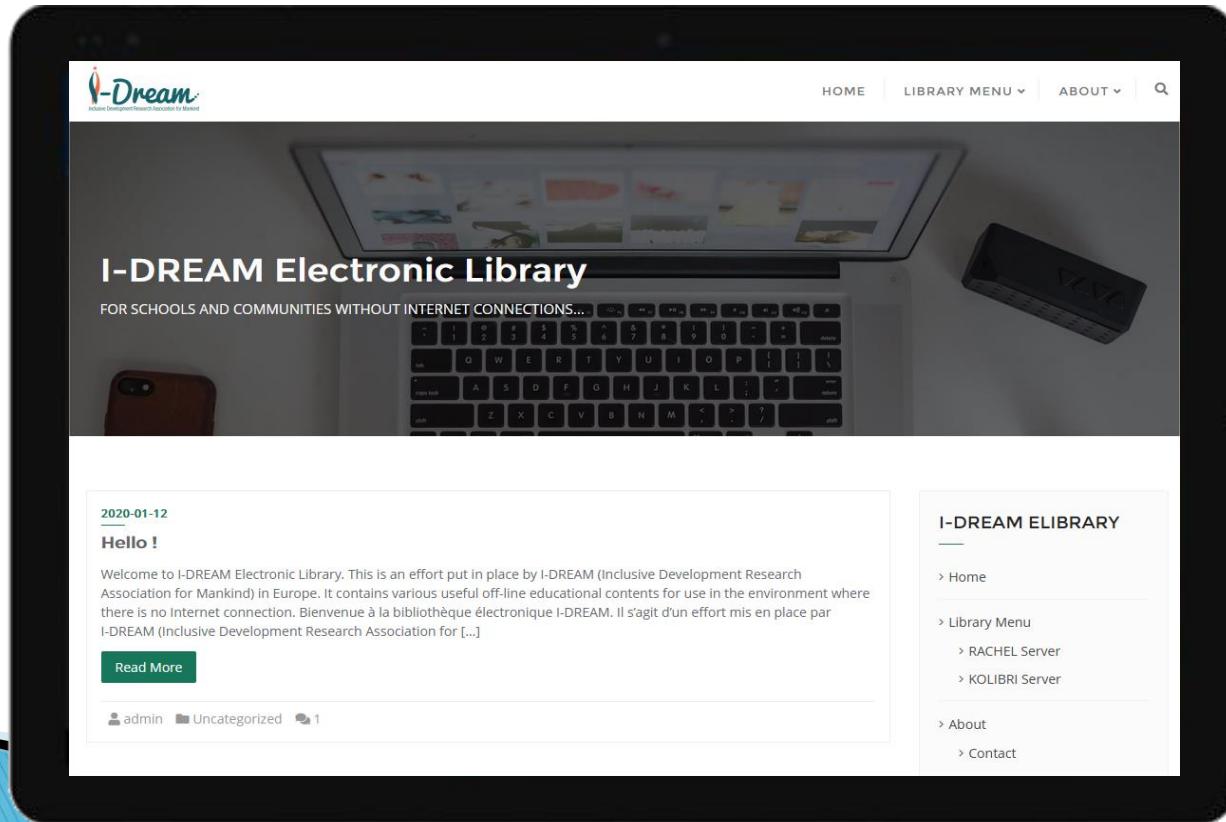 i-Dream
Inclusive Development Research Association for Mankind
HOME
LIBRARY MENU
ABOUT
I-DREAM Electronic Library
FOR SCHOOLS AND COMMUNITIES WITHOUT INTERNET CONNECTIONS...
2020-01-12
Hello !
Welcome to I-DREAM Electronic Library. This is an effort put in place by I-DREAM (Inclusive Development Research
Association for Mankind) in Europe. It contains various useful off-line educational contents for use in the environment where
there is no Internet connection. Bienvenue à la bibliothèque électronique I-DREAM. Il s’agit d’un effort mis en place par
I-DREAM (Inclusive Development Research Association for […]
Read More
admin Uncategorized 1
I-DREAM ELIBRARY
> Home
> Library Menu
> RACHEL Server
> KOLIBRI Server
> About
> Contact